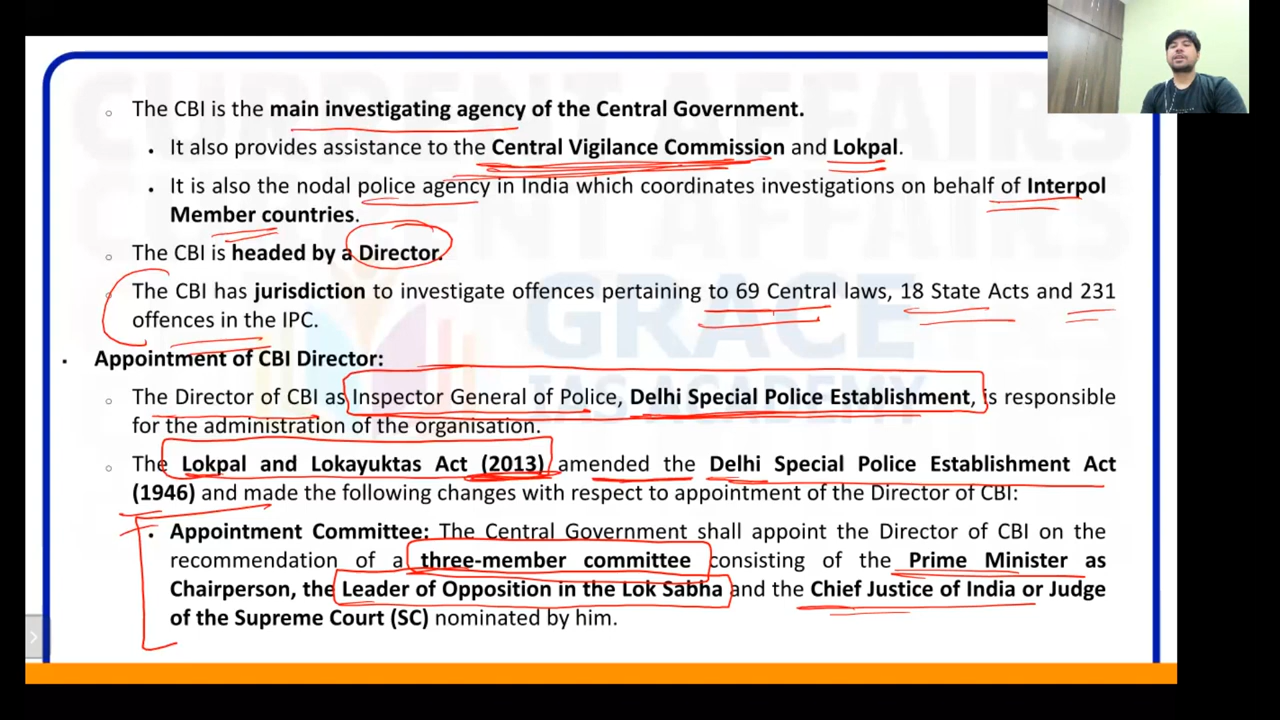 CURRENT AFFAIRS
CURRENT AFFAIRS
◦ The CBI is the main investigating agency of the Central Government.
• It also provides assistance to the Central Vigilance Commission and Lokpal.
• It is also the nodal police agency in India which coordinates investigations on behalf of Interpol
Member countries.
◦ The CBI is headed by a Director.
◦ The CBI has jurisdiction to investigate offences pertaining to 69 Central laws, 18 State Acts and 231
offences in the IPC.
GRACE
IAS ACADEMY
• Appointment of CBI Director:
◦ The Director of CBI as Inspector General of Police, Delhi Special Police Establishment, is responsible
for the administration of the organisation.
◦ The Lokpal and Lokayuktas Act (2013) amended the Delhi Special Police Establishment Act
(1946) and made the following changes with respect to appointment of the Director of CBI:
• Appointment Committee: The Central Government shall appoint the Director of CBI on the
recommendation of a three-member committee consisting of the Prime Minister as
Chairperson, the Leader of Opposition in the Lok Sabha and the Chief Justice of India or Judge
of the Supreme Court (SC) nominated by him.